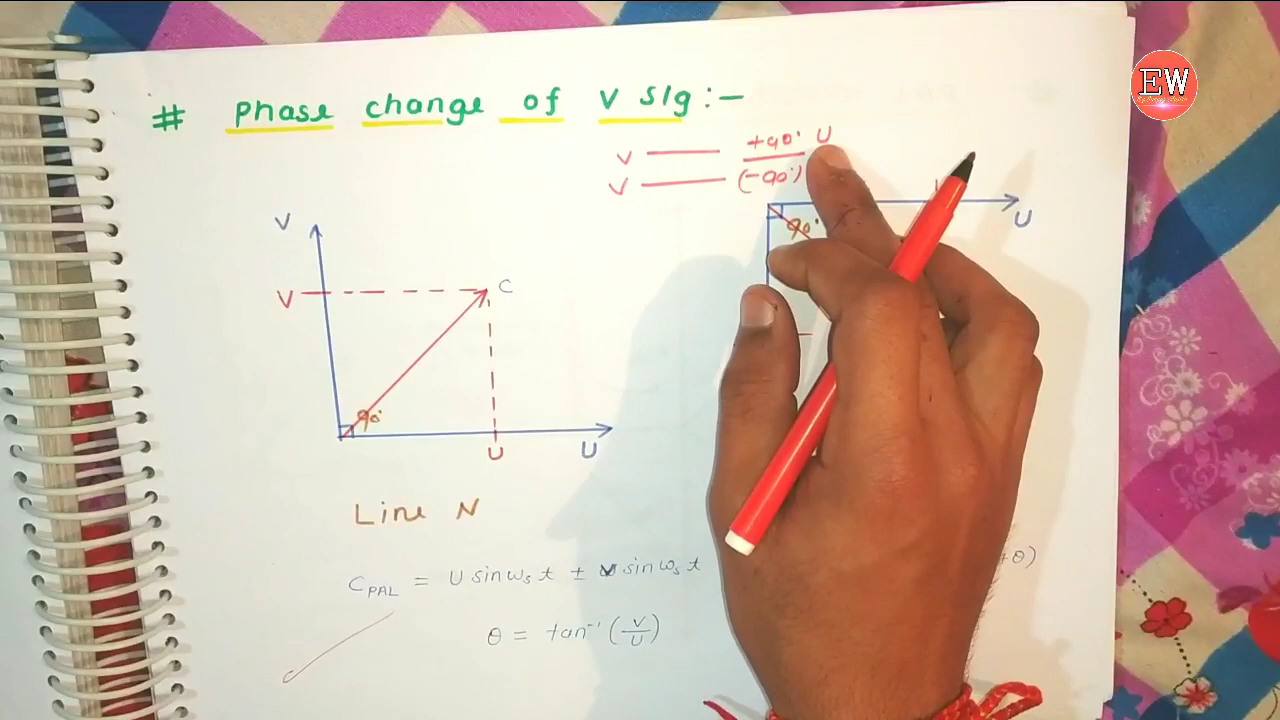 EW
# Phase change of V sig :-
V —— +90° U
V —— (-90°)
V
V
C
90°
U
U
U
90°
Line N
C_PAL = U sin ω_s t ± V sin ω_s t
θ)
θ = tan⁻¹ (V/U)